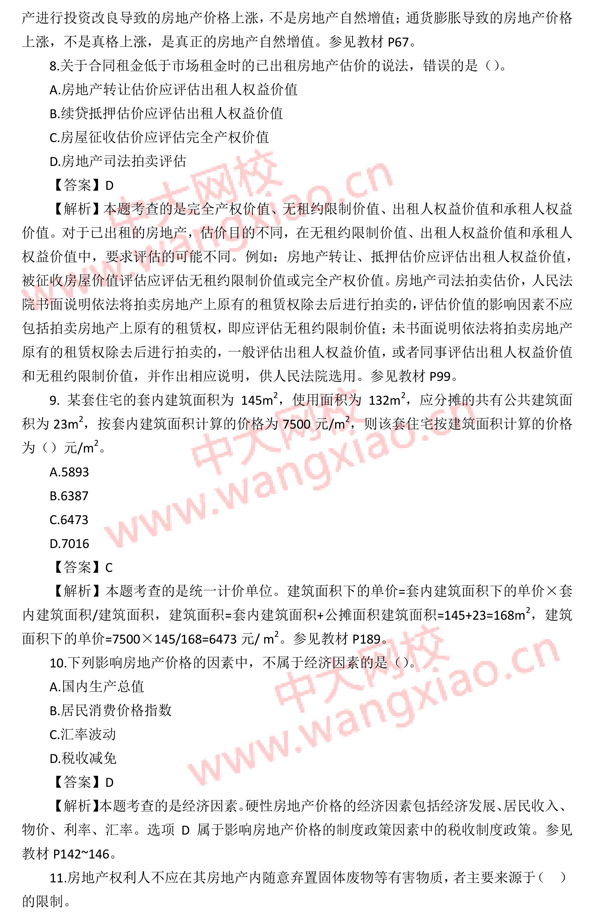 产进行投资改良导致的房地产价格上涨，不是房地产自然增值；通货膨胀导致的房地产价格
上涨，不是真格上涨，是真正的房地产自然增值。参见教材 P67。
8.关于合同租金低于市场租金时的已出租房地产估价的说法，错误的是（）。
A.房地产转让估价应评估出租人权益价值
B.续贷抵押估价应评估出租人权益价值
C.房屋征收估价应评估完全产权价值
D.房地产司法拍卖评估
【答案】D
【解析】本题考查的是完全产权价值、无租约限制价值、出租人权益价值和承租人权益
价值。对于已出租的房地产，估价目的不同，在无租约限制价值、出租人权益价值和承租人
权益价值中，要求评估的可能不同。例如：房地产转让、抵押估价应评估出租人权益价值，
被征收房屋价值评估应评估无租约限制价值或完全产权价值。房地产司法拍卖估价，人民法
院书面说明依法将拍卖房地产上原有的租赁权除去后进行拍卖的，评估价值的影响因素不应
包括拍卖房地产上原有的租赁权，即应评估无租约限制价值；未书面说明依法将拍卖房地产
原有的租赁权除去后进行拍卖的，一般评估出租人权益价值，或者同事评估出租人权益价值
和无租约限制价值，并作出相应说明，供人民法院选用。参见教材 P99。
9. 某套住宅的套内建筑面积为 145m²，使用面积为 132m²，应分摊的共有公共建筑面
积为 23m²，按套内建筑面积计算的价格为 7500 元/m²，则该套住宅按建筑面积计算的价格
为（）元/m²。
A.5893
B.6387
C.6473
D.7016
【答案】C
【解析】本题考查的是统一计价单位。建筑面积下的单价=套内建筑面积下的单价×套
内建筑面积/建筑面积，建筑面积=套内建筑面积+公摊面积建筑面积=145+23=168m²，建筑
面积下的单价=7500×145/168=6473 元/ m²。参见教材 P189。
10.下列影响房地产价格的因素中，不属于经济因素的是（）。
A.国内生产总值
B.居民消费价格指数
C.汇率波动
D.税收减免
【答案】D
【解析】本题考查的是经济因素。硬性房地产价格的经济因素包括经济发展、居民收入、
物价、利率、汇率。选项 D 属于影响房地产价格的制度政策因素中的税收制度政策。参见
教材 P142~146。
11.房地产权利人不应在其房地产内随意弃置固体废物等有害物质，者主要来源于（ ）
的限制。
中大网校
www.wangxiao.cn
中大网校
www.wangxiao.cn
中大网校
www.wangxiao.cn